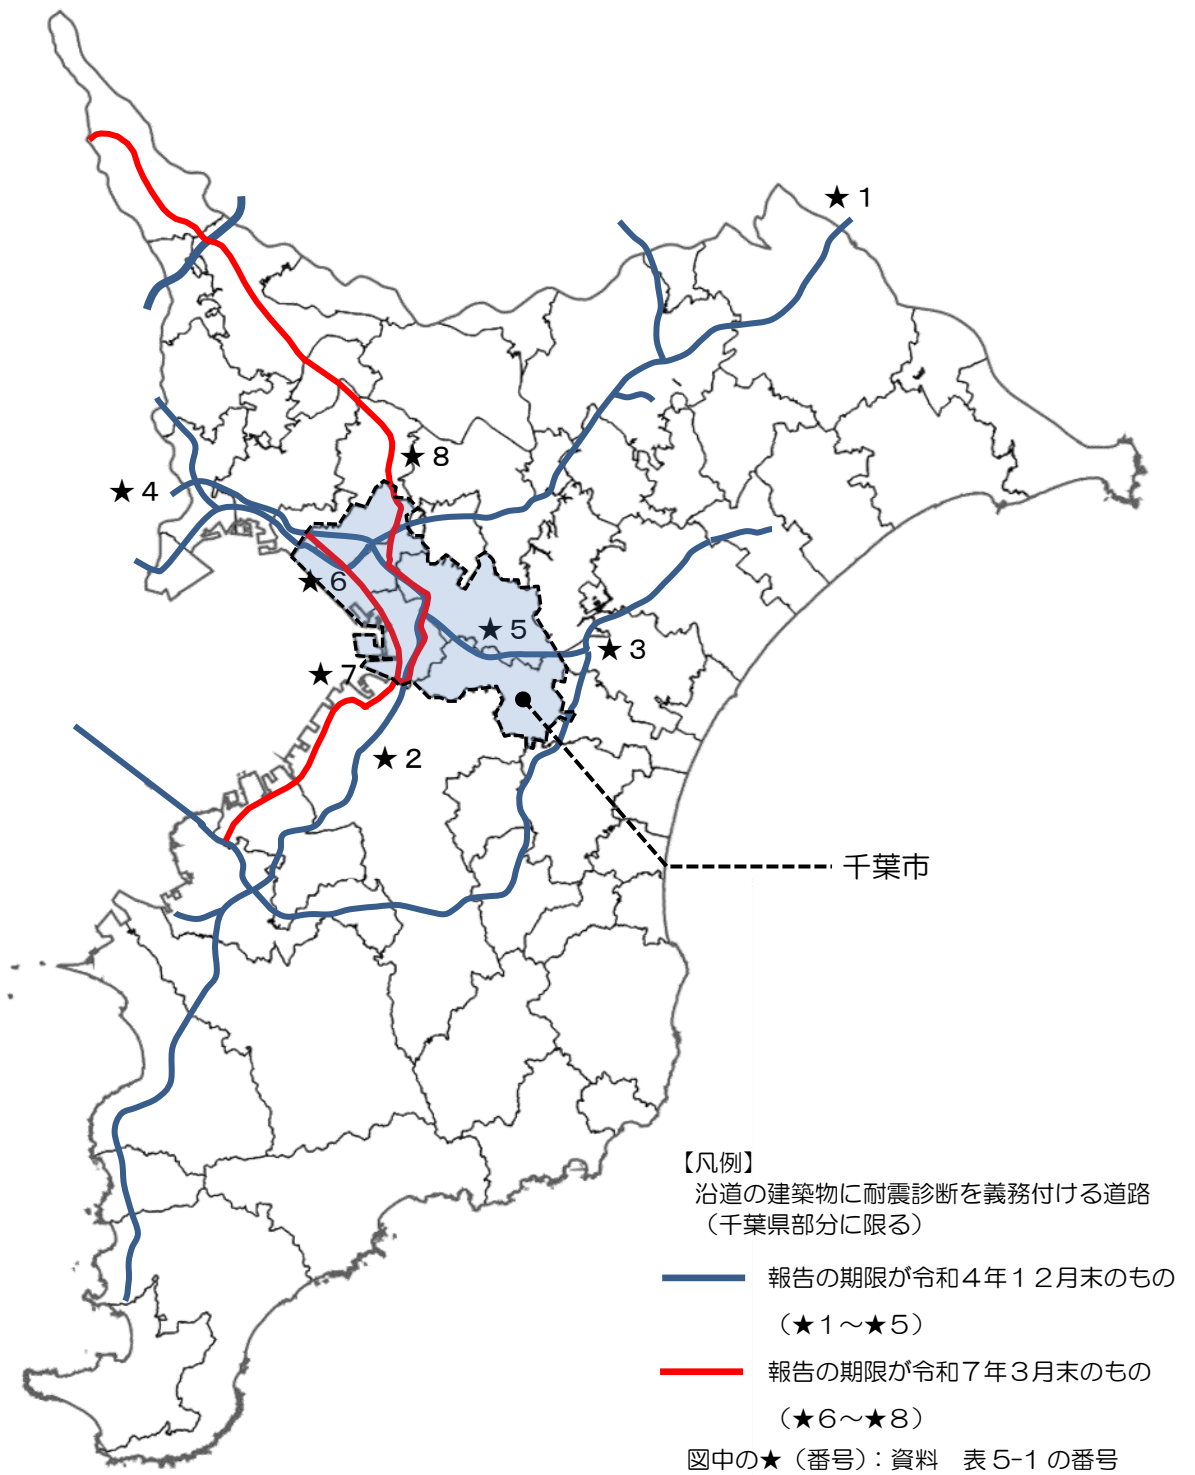 ★１
★８
★４
★６
★５
★３
★７
★２
千葉市
【凡例】
沿道の建築物に耐震診断を義務付ける道路
（千葉県部分に限る）
報告の期限が令和４年１２月末のもの
（★１～★５）
報告の期限が令和７年３月末のもの
（★６～★８）
図中の★（番号）：資料　表 5-1 の番号